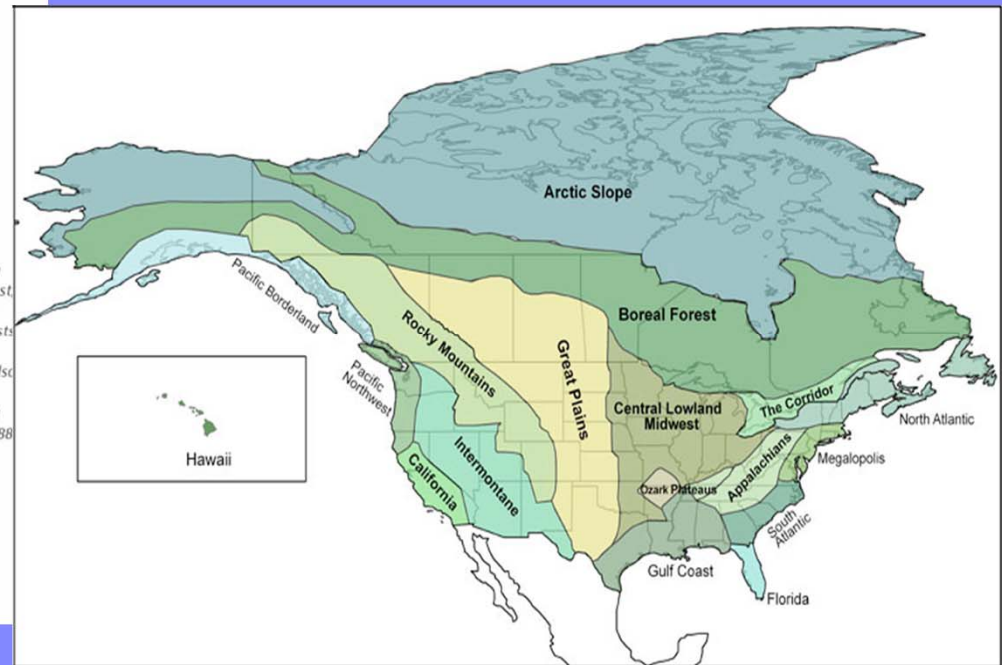 Arctic Slope
Pacific Borderland
Boreal Forest
Rocky Mountains
Great Plains
Pacific
Northwest
The Corridor
Central Lowland
Midwest
North Atlantic
Hawaii
Intermontane
California
Appalachians
Megalopolis
Ozark Plateaus
South
Atlantic
Gulf Coast
Florida
88